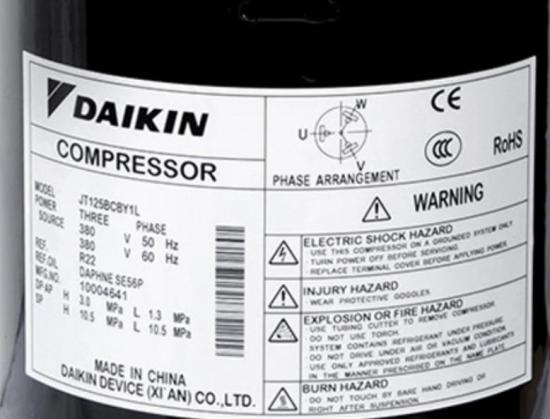 DAIKIN
COMPRESSOR
MODEL JT125BCBY1L
POWER THREE PHASE
380 V 50 Hz
380 V 60 Hz
REF. R22
REF.OIL DAPHNE SE56P
MFG.NO. 10004641
DP AP H 3.0 MPa L 1.3 MPa
SP H 10.5 MPa L 10.5 MPa
MADE IN CHINA
DAIKIN DEVICE (XI'AN) CO.,LTD.
W
U
V
PHASE ARRANGEMENT
CE
CCC
RoHS
WARNING
ELECTRIC SHOCK HAZARD
· USE THIS COMPRESSOR ON A GROUNDED SYSTEM ONLY
· TURN POWER OFF BEFORE SERVICING.
· REPLACE TERMINAL COVER BEFORE APPLYING POWER.
INJURY HAZARD
· WEAR PROTECTIVE GOGGLES.
EXPLOSION OR FIRE HAZARD
· USE TUBING CUTTER TO REMOVE COMPRESSOR.
· DO NOT USE TORCH.
SYSTEM CONTAINS REFRIGERANT UNDER PRESSURE
· DO NOT DRIVE UNDER AIR OR VACUUM CONDITION.
· USE ONLY APPROVED REFRIGERANTS & LUBRICANTS
IN THE MANNER PRESCRIBED ON THE NAME PLATE
BURN HAZARD
· DO NOT TOUCH BY BARE HAND DRIVING OR
RIGHT AFTER SUSPENSION.